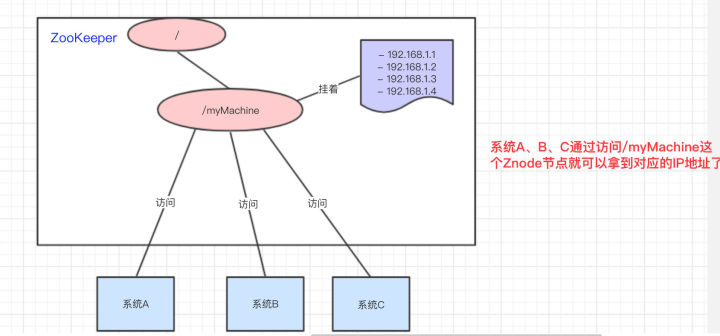 ZooKeeper
/
- 192.168.1.1
- 192.168.1.2
- 192.168.1.3
- 192.168.1.4
挂着
/myMachine
系统A、B、C通过访问/myMachine这
个Znode节点就可以拿到对应的IP地址了
访问
访问
访问
系统A
系统B
系统C